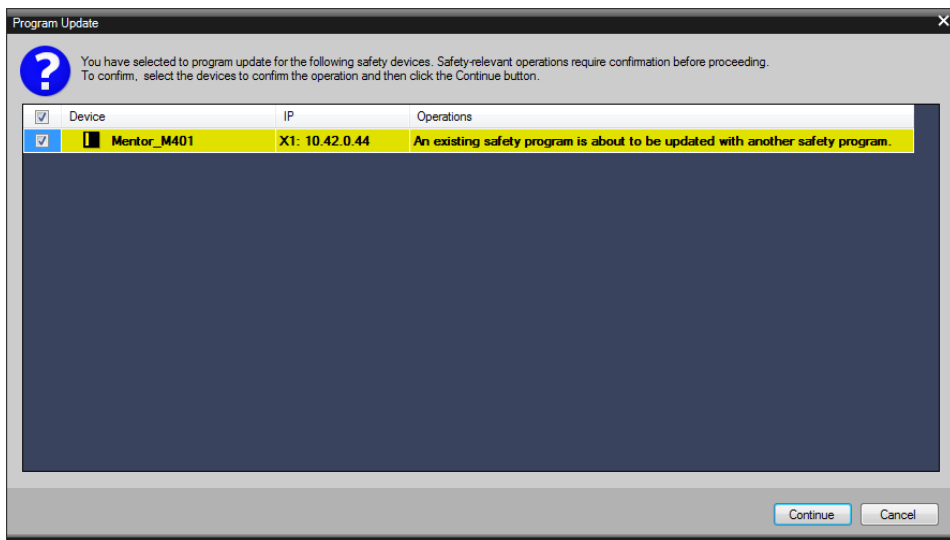 Program Update
You have selected to program update for the following safety devices. Safety-relevant operations require confirmation before proceeding.
To confirm, select the devices to confirm the operation and then click the Continue button.
Device IP Operations
Mentor_M401 X1: 10.42.0.44 An existing safety program is about to be updated with another safety program.
Continue Cancel